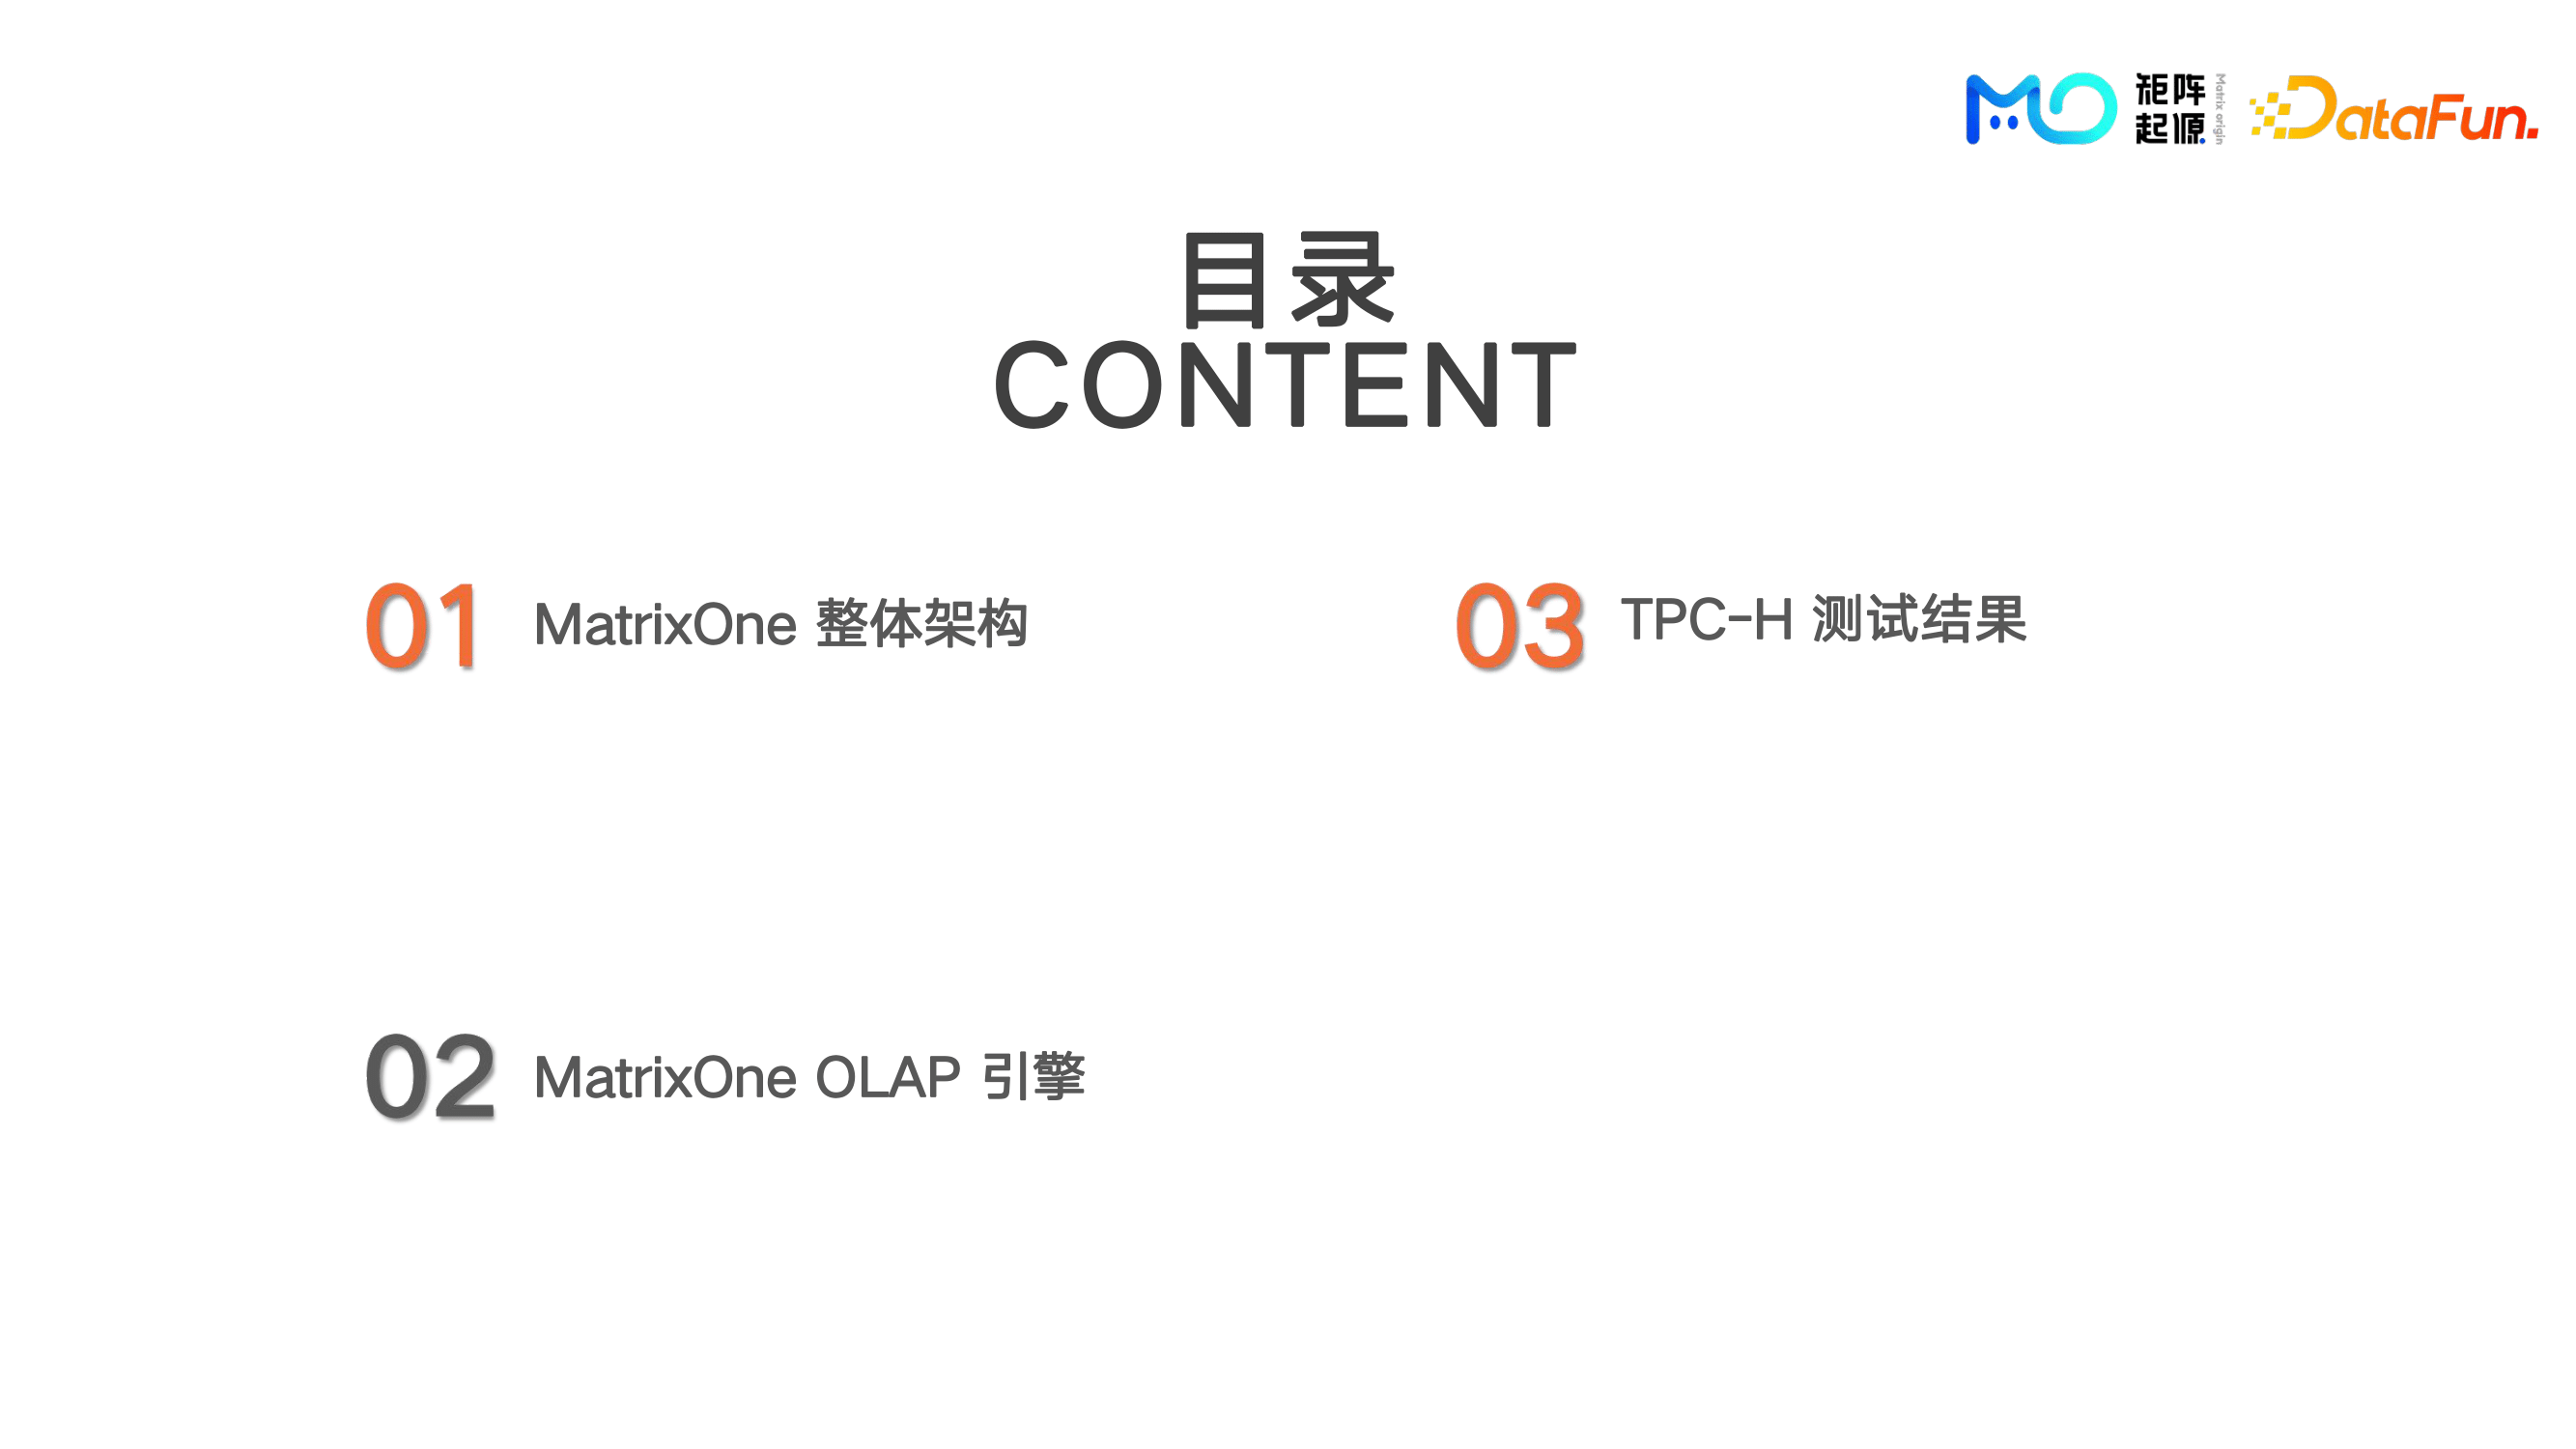 矩阵
起源
Matrix origin
DataFun.
目录
CONTENT
01 MatrixOne 整体架构
02 MatrixOne OLAP 引擎
03 TPC-H 测试结果